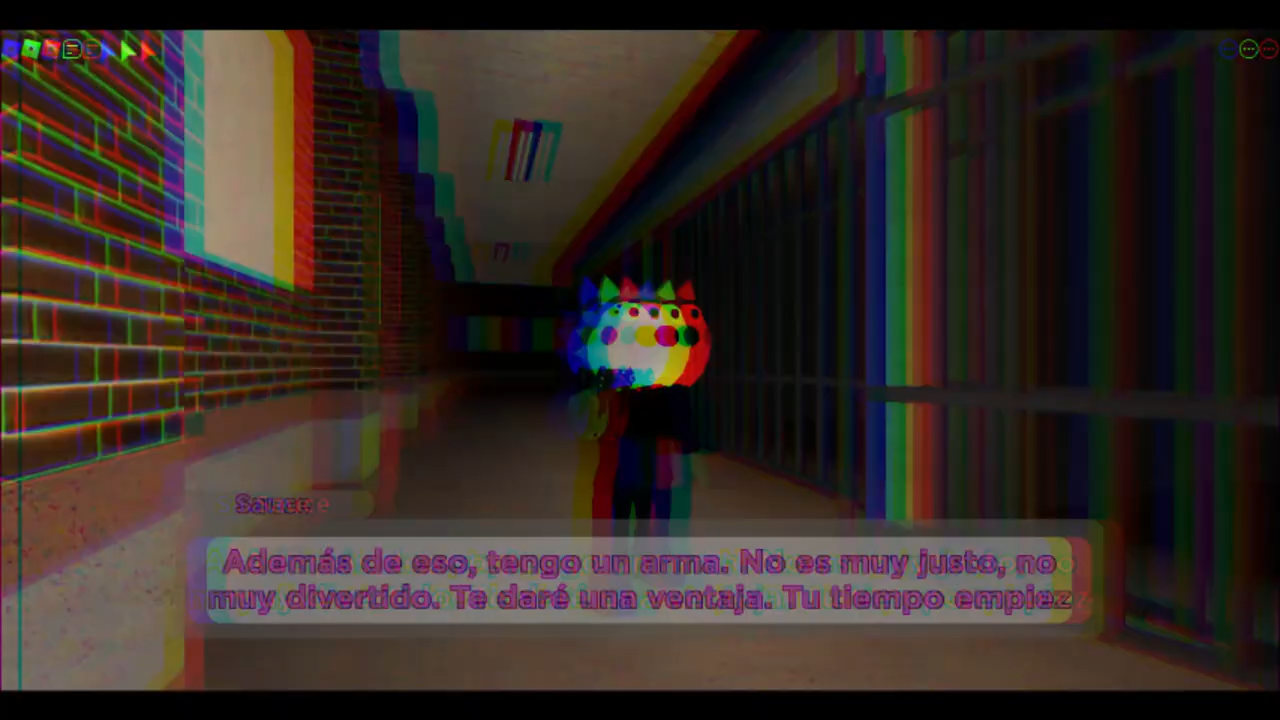 Además de eso, tengo un arma. No es muy justo, no
muy divertido. Te daré una ventaja. Tu tiempo empiez